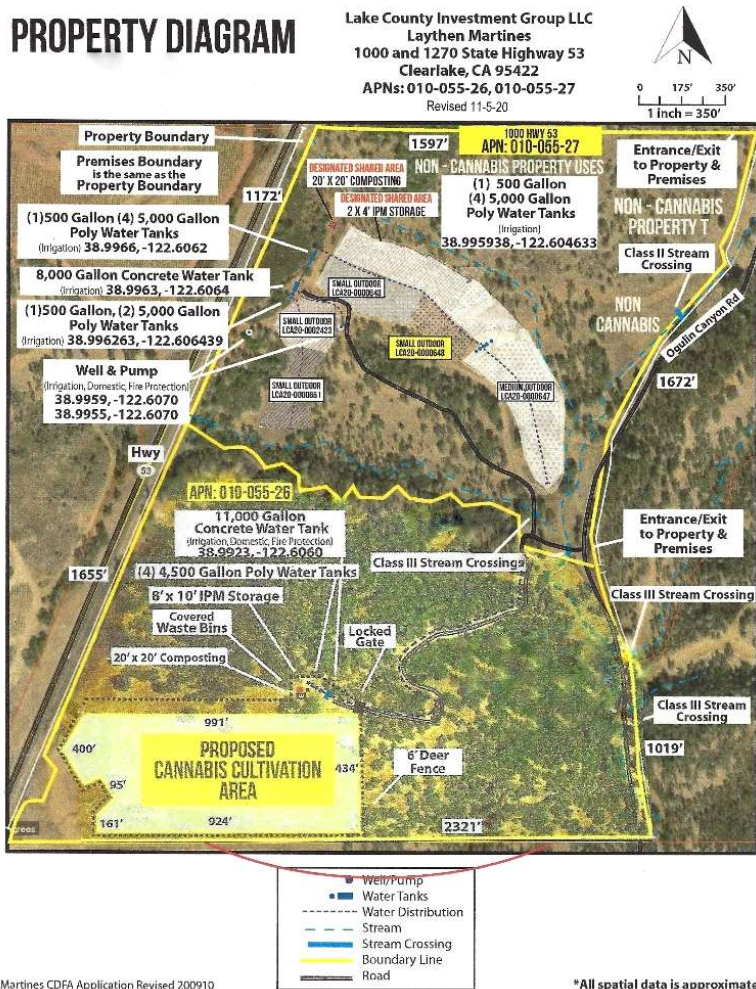 PROPERTY DIAGRAM
Lake County Investment Group LLC
Laythen Martines
1000 and 1270 State Highway 53
Clearlake, CA 95422
APNs: 010-055-26, 010-055-27
Revised 11-5-20
N
0 175' 350'
1 inch = 350'
Property Boundary
Premises Boundary
is the same as the
Property Boundary
1597'
1000 HWY 53
APN: 010-055-27
NON - CANNABIS PROPERTY USES
Entrance/Exit
to Property &
Premises
DESIGNATED SHARED AREA
20' X 20' COMPOSTING
DESIGNATED SHARED AREA
2 X 4' IPM STORAGE
(1) 500 Gallon
(4) 5,000 Gallon
Poly Water Tanks
(Irrigation)
38.995938,-122.604633
NON - CANNABIS
PROPERTY T
1172'
(1)500 Gallon (4) 5,000 Gallon
Poly Water Tanks
(Irrigation) 38.9966, -122.6062
Class II Stream
Crossing
8,000 Gallon Concrete Water Tank
(Irrigation) 38.9963, -122.6064
(1)500 Gallon, (2) 5,000 Gallon
Poly Water Tanks
(Irrigation) 38.996263,-122.606439
SMALL OUTDOOR
LCA20-0000643
SMALL OUTDOOR
LCA20-0002423
SMALL OUTDOOR
SMALL OUTDOOR
LCA20-0000661
MEDIUM OUTDOOR
LCA20-0000647
NON
CANNABIS
Ogulin Canyon Rd
1672'
Well & Pump
(Irrigation, Domestic, Fire Protection)
38.9959, -122.6070
38.9955, -122.6070
Hwy
53
APN: 010-055-26
11,000 Gallon
Concrete Water Tank
(Irrigation, Domestic, Fire Protection)
38.9923, -122.6060
Class III Stream Crossings
Entrance/Exit
to Property &
Premises
1655'
(4) 4,500 Gallon Poly Water Tanks
8' x 10' IPM Storage
Covered
Waste Bins
Locked
Gate
20' x 20' Composting
Class III Stream Crossing
Class III Stream
Crossing
991'
400'
PROPOSED
CANNABIS CULTIVATION
AREA
434'
95'
161'
924'
6' Deer
Fence
1019'
2321'
Well/Pump
Water Tanks
Water Distribution
Stream
Stream Crossing
Boundary Line
Road
Martines CDFA Application Revised 200910
*All spatial data is approximate